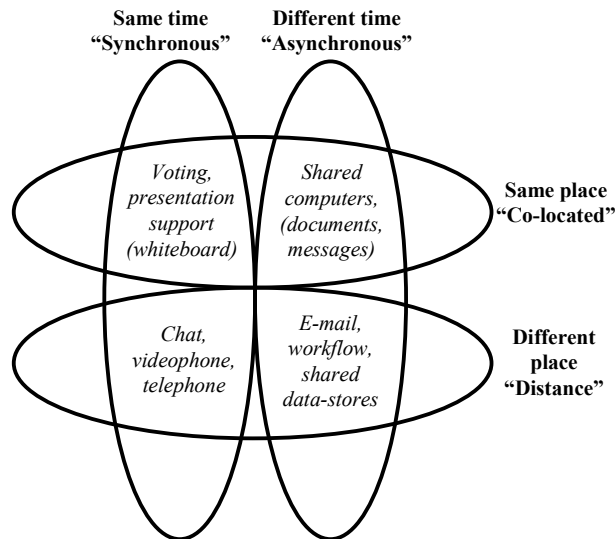 Same time
“Synchronous”
Different time
“Asynchronous”
Voting,
presentation
support
(whiteboard)
Shared
computers,
(documents,
messages)
Same place
“Co-located”
Chat,
videophone,
telephone
E-mail,
workflow,
shared
data-stores
Different
place
“Distance”